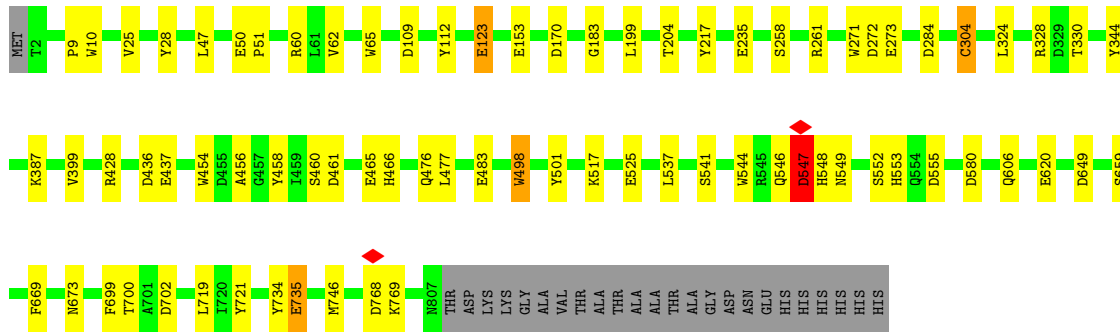 MET T2 P9 W10 V25 Y28 L47 E50 P51 R60 L61 V62 W65 D109 Y112 E123 E153 D170 G183 L199 T204 Y217 E235 S258 R261 W271 D272 E273 D284 C304 L324 R328 D329 T330 Y344
K387 V399 R428 D436 E437 W454 D455 A456 G457 Y458 I459 S460 D461 E465 H466 Q476 L477 E483 W498 Y501 K517 E525 L537 S541 W544 R545 Q546 D547 H548 N549 S552 H553 Q554 D555 D580 Q606 E620 D649
F669 N673 F699 T700 A701 D702 L719 I720 Y721 Y734 E735 M746 D768 K769 N807 THR ASP LYS LYS GLY ALA VAL THR ALA THR ALA ALA THR ALA GLY ASP ASN GLU HIS HIS HIS HIS HIS HIS